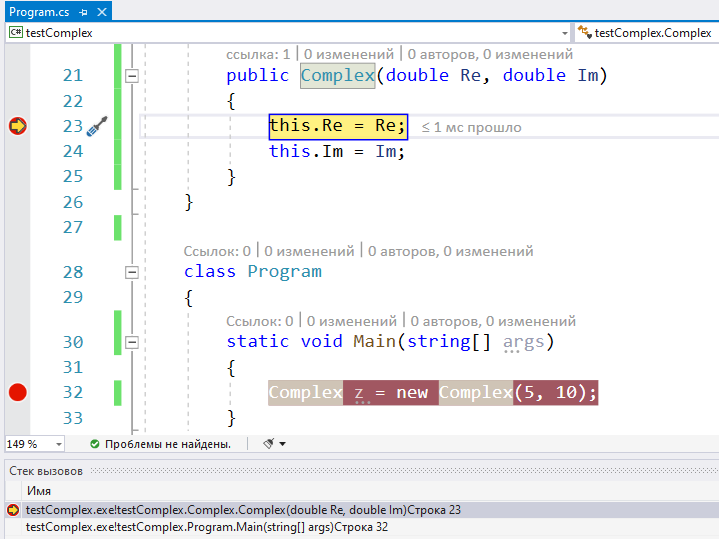 Program.cs
C# testComplex
testComplex.Complex
ссылка: 1 | 0 изменений | 0 авторов, 0 изменений
21 public Complex(double Re, double Im)
22 {
23 this.Re = Re; ≤ 1 мс прошло
24 this.Im = Im;
25 }
26 }
27
Ссылок: 0 | 0 изменений | 0 авторов, 0 изменений
28 class Program
29 {
Ссылок: 0 | 0 изменений | 0 авторов, 0 изменений
30 static void Main(string[] args)
31 {
32 Complex z = new Complex(5, 10);
33 }
149 % Проблемы не найдены.
Стек вызовов
Имя
testComplex.exe!testComplex.Complex.Complex(double Re, double Im)Строка 23
testComplex.exe!testComplex.Program.Main(string[] args)Строка 32